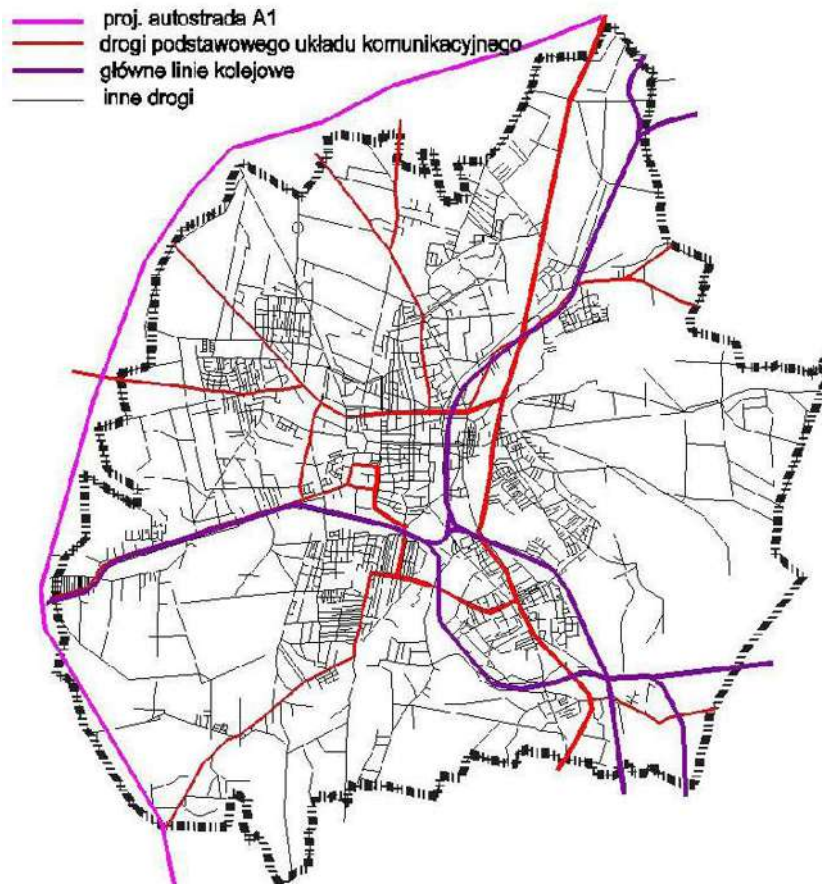 proj. autostrada A1
drogi podstawowego układu komunikacyjnego
główne linie kolejowe
inne drogi